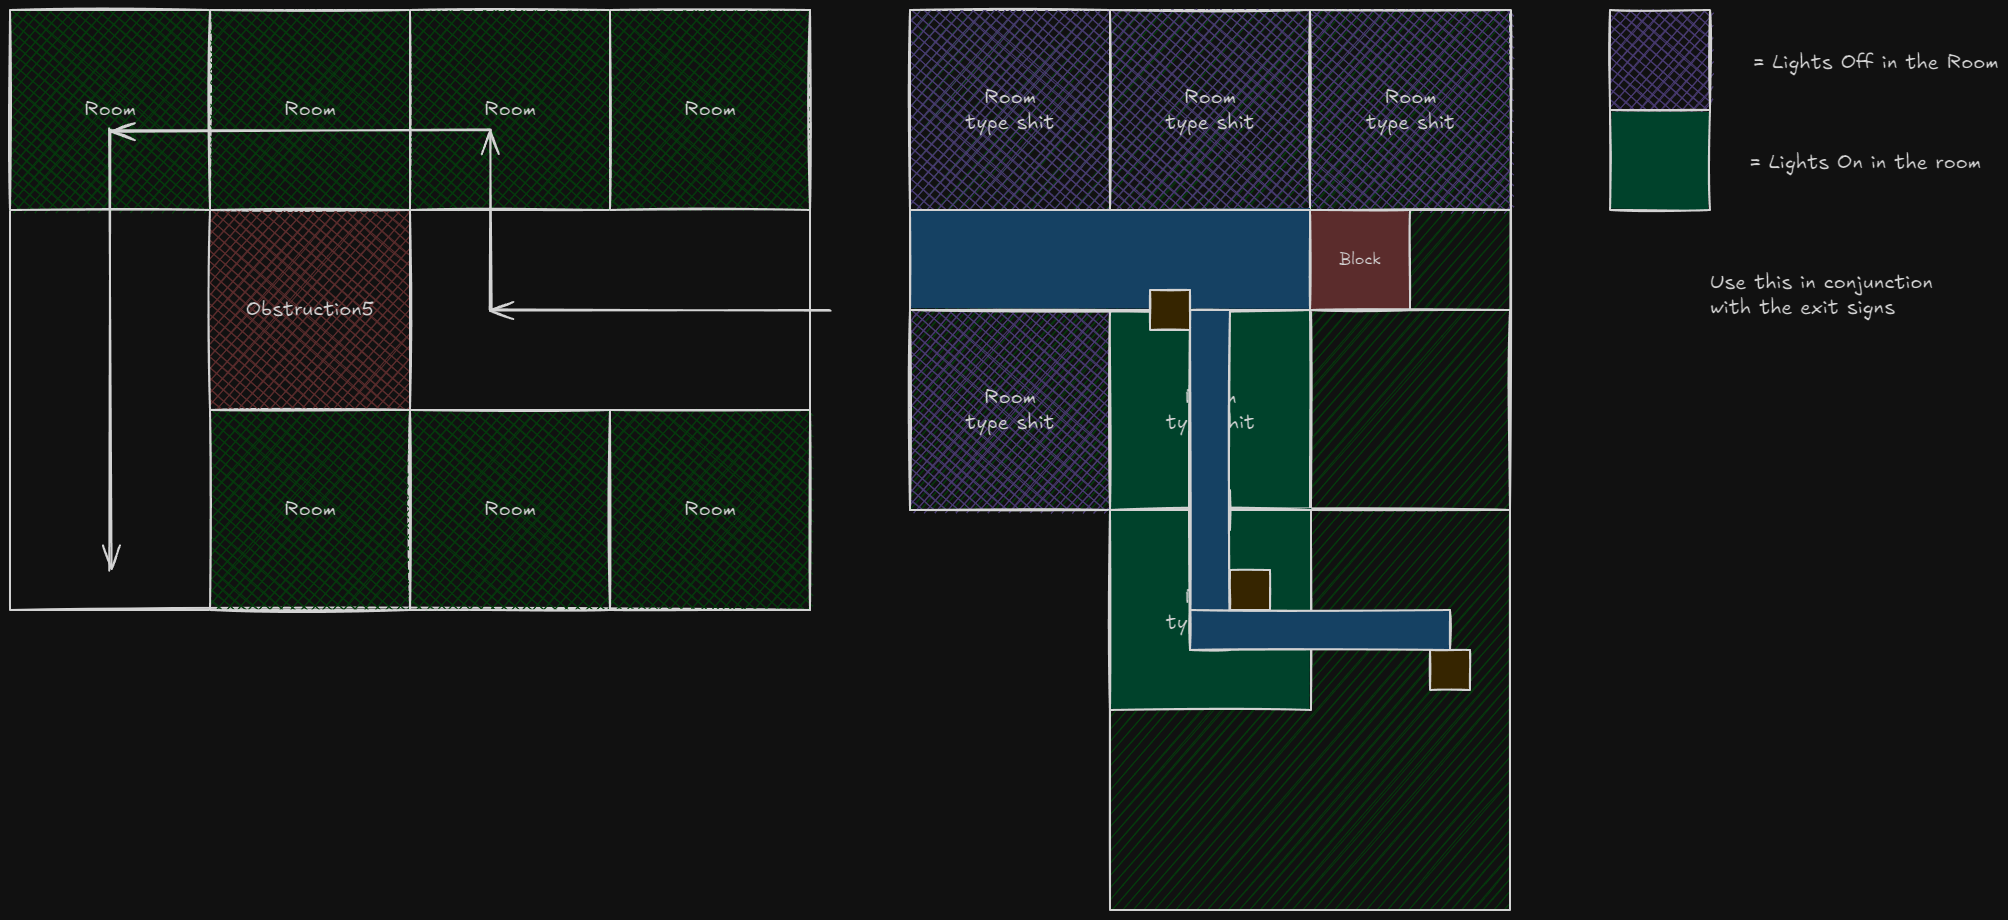 Room
Room
Room
Room
Obstruction5
Room
Room
Room
Room
type shit
Room
type shit
Room
type shit
Block
Room
type shit
ty hit
ty
= Lights Off in the Room
= Lights On in the room
Use this in conjunction
with the exit signs